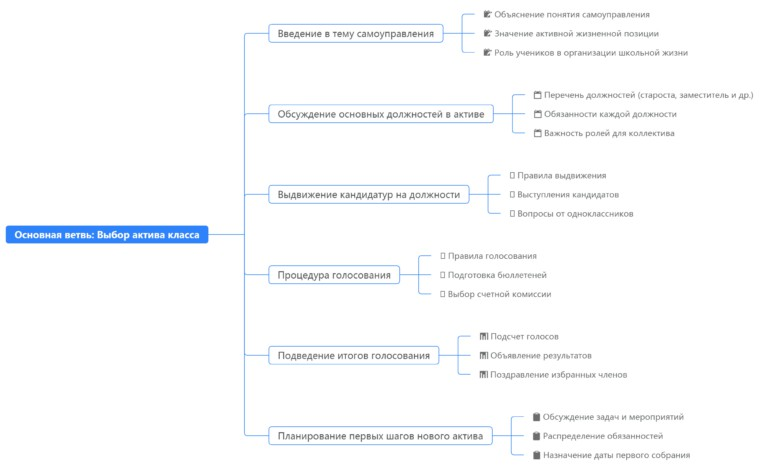 Основная ветвь: Выбор актива класса
Введение в тему самоуправления
Объяснение понятия самоуправления
Значение активной жизненной позиции
Роль учеников в организации школьной жизни
Обсуждение основных должностей в активе
Перечень должностей (староста, заместитель и др.)
Обязанности каждой должности
Важность ролей для коллектива
Выдвижение кандидатур на должности
Правила выдвижения
Выступления кандидатов
Вопросы от одноклассников
Процедура голосования
Правила голосования
Подготовка бюллетеней
Выбор счетной комиссии
Подведение итогов голосования
Подсчет голосов
Объявление результатов
Поздравление избранных членов
Планирование первых шагов нового актива
Обсуждение задач и мероприятий
Распределение обязанностей
Назначение даты первого собрания